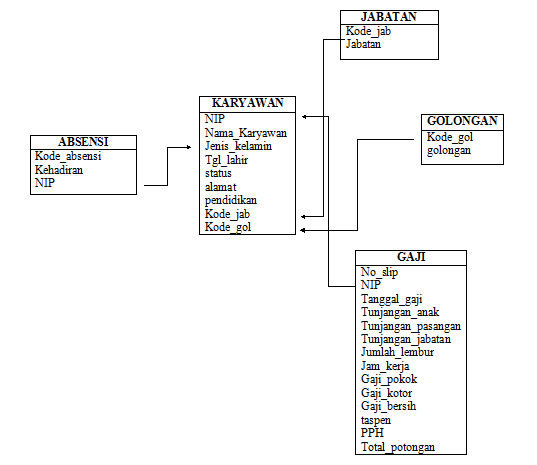 JABATAN
Kode_jab
Jabatan
KARYAWAN
NIP
Nama_Karyawan
Jenis_kelamin
Tgl_lahir
status
alamat
pendidikan
Kode_jab
Kode_gol
GOLONGAN
Kode_gol
golongan
ABSENSI
Kode_absensi
Kehadiran
NIP
GAJI
No_slip
NIP
Tanggal_gaji
Tunjangan_anak
Tunjangan_pasangan
Tunjangan_jabatan
Jumlah_lembur
Jam_kerja
Gaji_pokok
Gaji_kotor
Gaji_bersih
taspen
PPH
Total_potongan